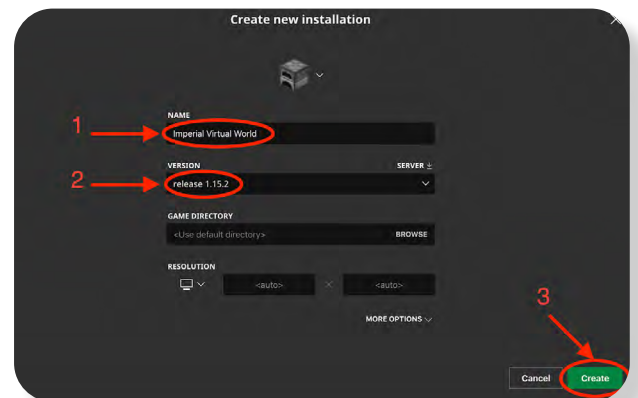 Create new installation
NAME
1
Imperial Virtual World
VERSION
SERVER
2
release 1.15.2
GAME DIRECTORY
<Use default directory>
BROWSE
RESOLUTION
<auto>
<auto>
3
MORE OPTIONS
Cancel
Create